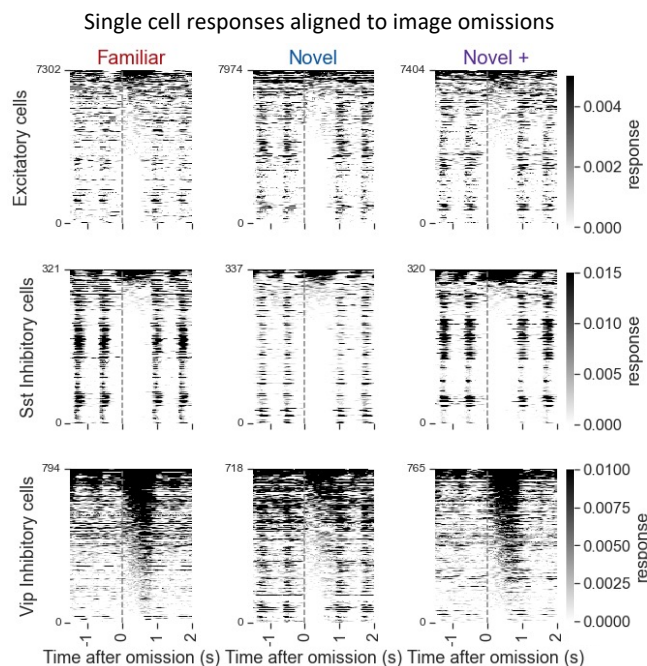 Single cell responses aligned to image omissions
Familiar
Novel
Novel +
Excitatory cells
7302
0
7974
0
7404
0
0.004
0.002
0.000
response
Sst Inhibitory cells
321
0
337
0
320
0
0.015
0.010
0.005
0.000
response
Vip Inhibitory cells
794
0
718
0
765
0
0.0100
0.0075
0.0050
0.0025
0.0000
response
-1 0 1 2
-1 0 1 2
-1 0 1 2
Time after omission (s)
Time after omission (s)
Time after omission (s)